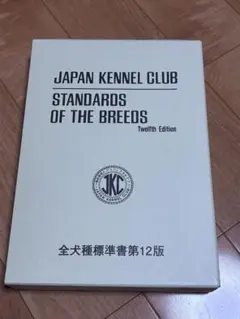 JAPAN KENNEL CLUB
STANDARDS
OF THE BREEDS
Twelfth Edition
JKC
全犬種標準書第12版